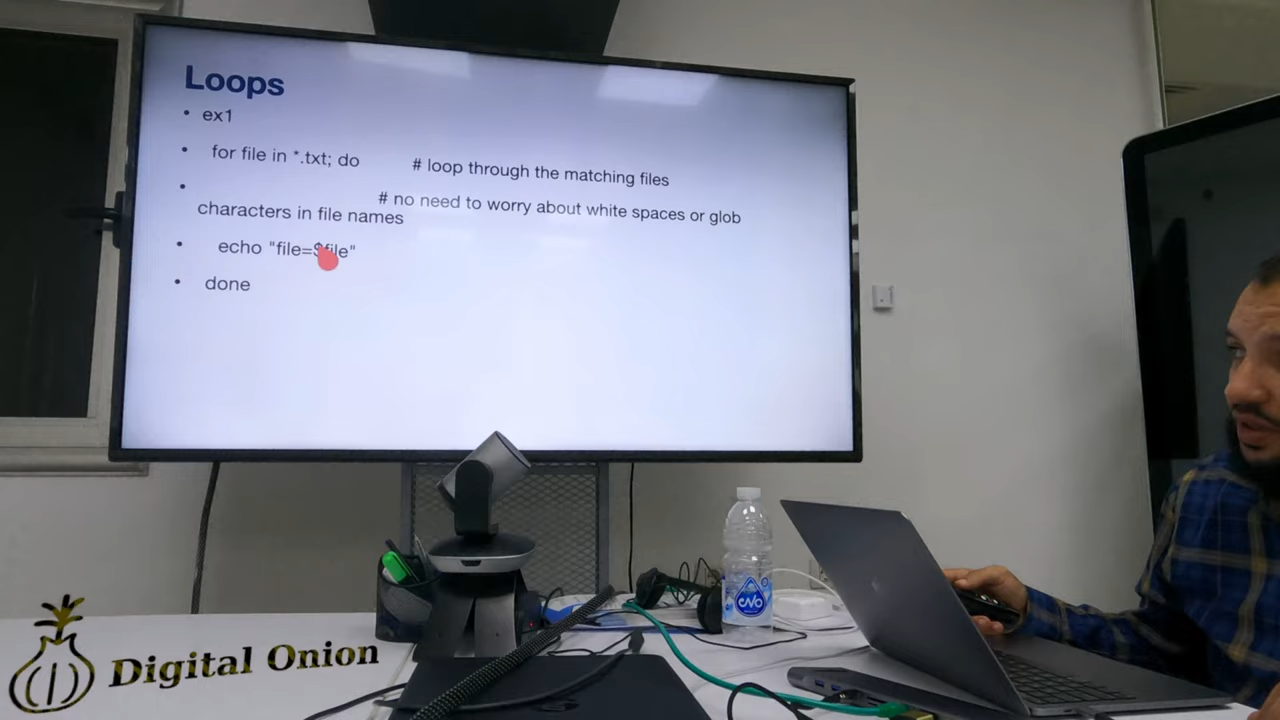 Loops
• ex1
• for file in *.txt; do # loop through the matching files
• # no need to worry about white spaces or glob
characters in file names
• echo "file=$file"
• done
CNO
Digital Onion